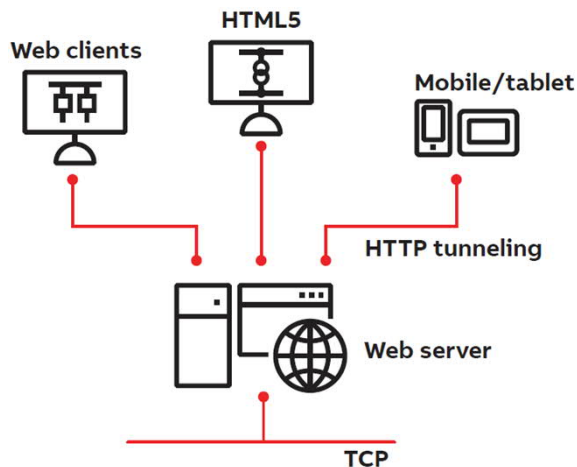 HTML5
Web clients
Mobile/tablet
HTTP tunneling
Web server
TCP